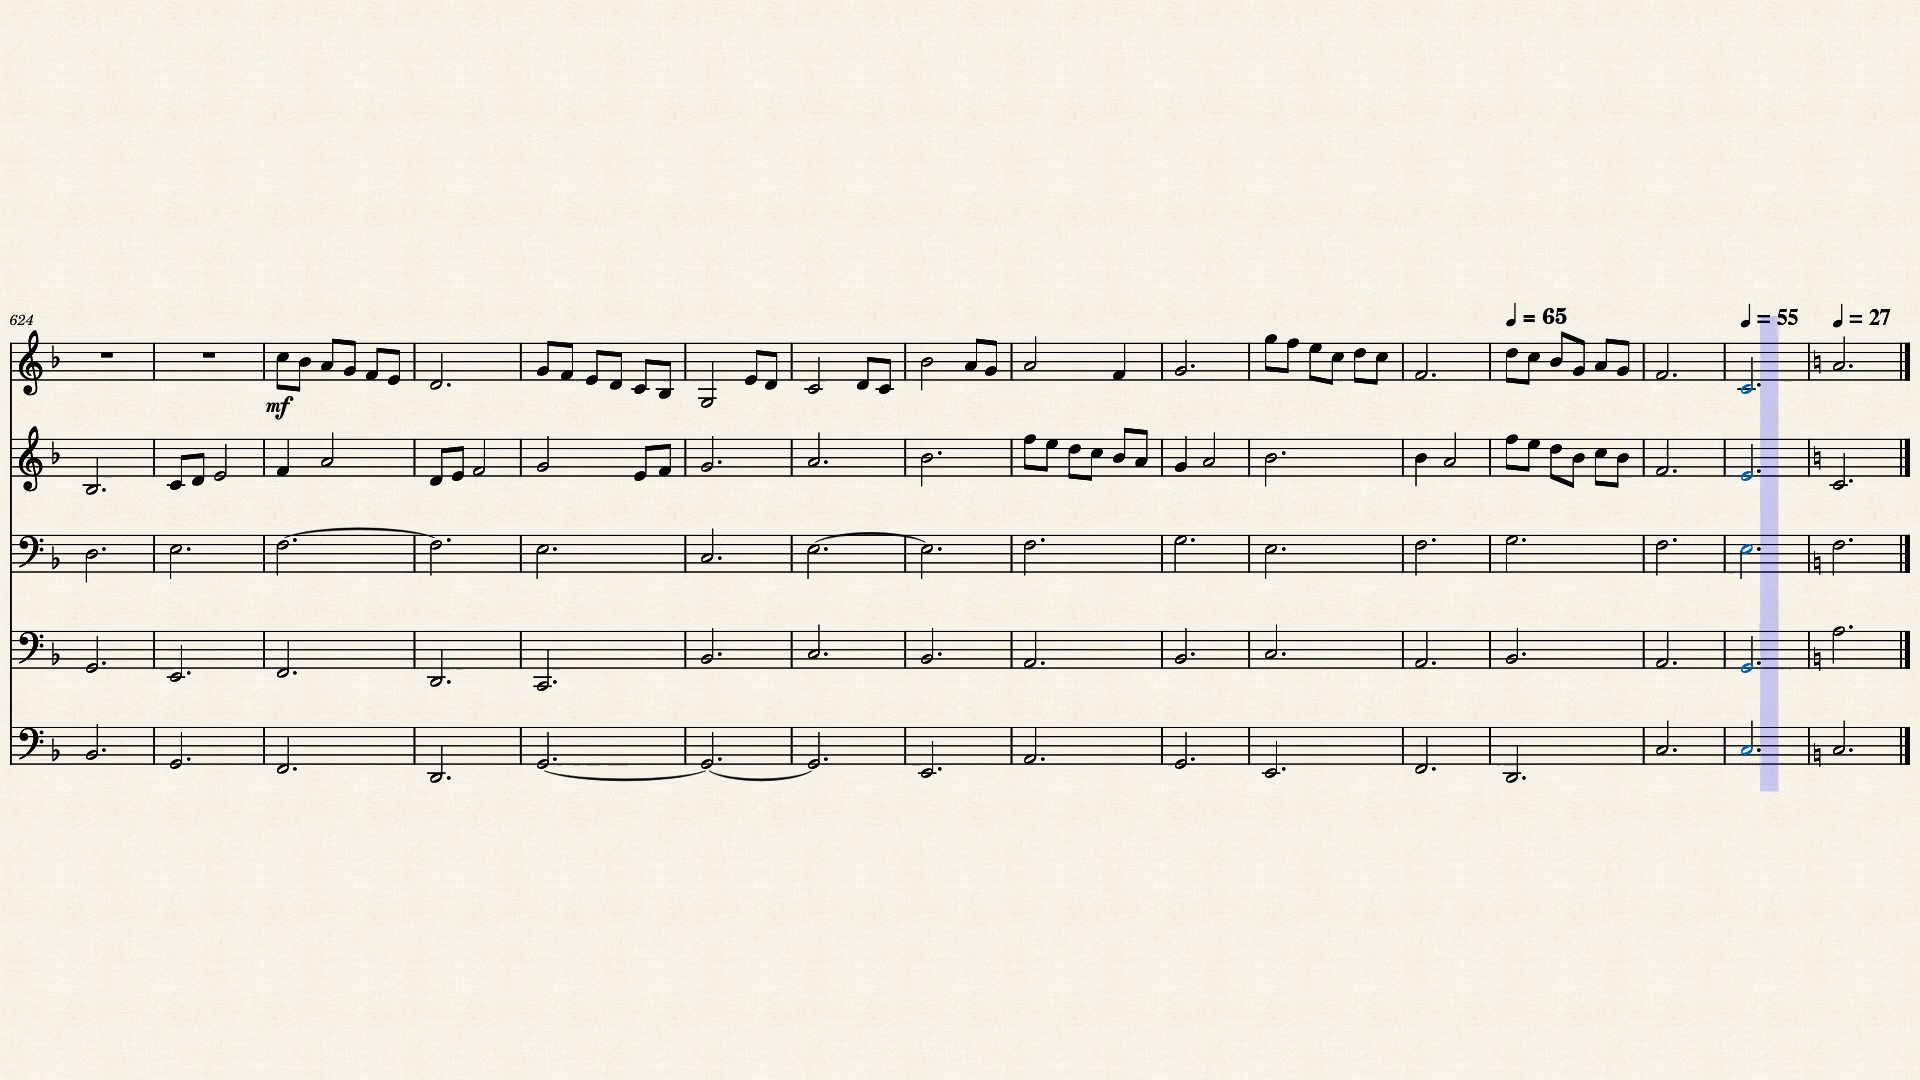 624
mf
♩ = 65
♩ = 55
♩ = 27